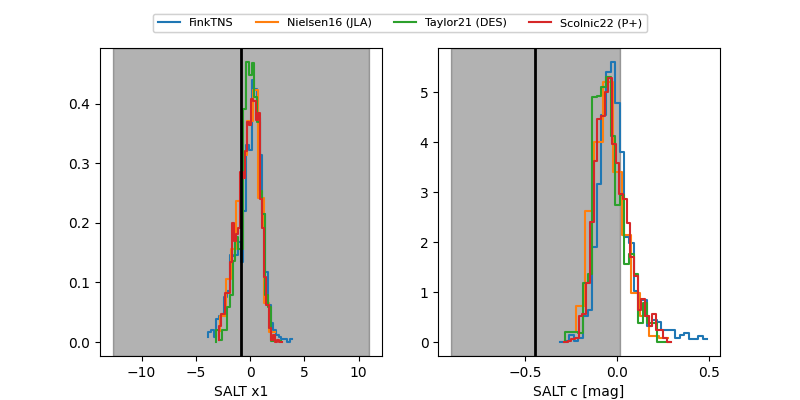 FinkTNS Nielsen16 (JLA) Taylor21 (DES) Scolnic22 (P+)
0.4
0.3
0.2
0.1
0.0
−10 −5 0 5 10
SALT x1
5
4
3
2
1
0
−0.5 0.0 0.5
SALT c [mag]